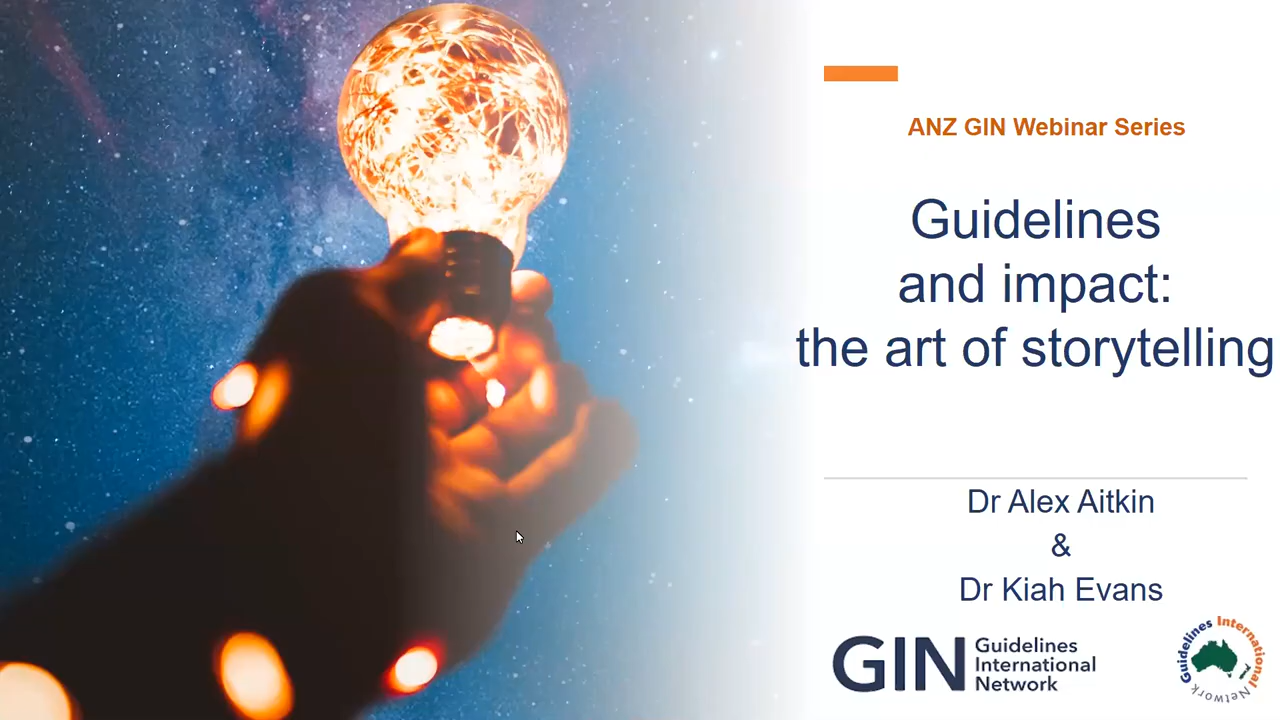 ANZ GIN Webinar Series
Guidelines
and impact:
the art of storytelling
Dr Alex Aitkin
&
Dr Kiah Evans
GIN Guidelines
International
Network
Guidelines International Network